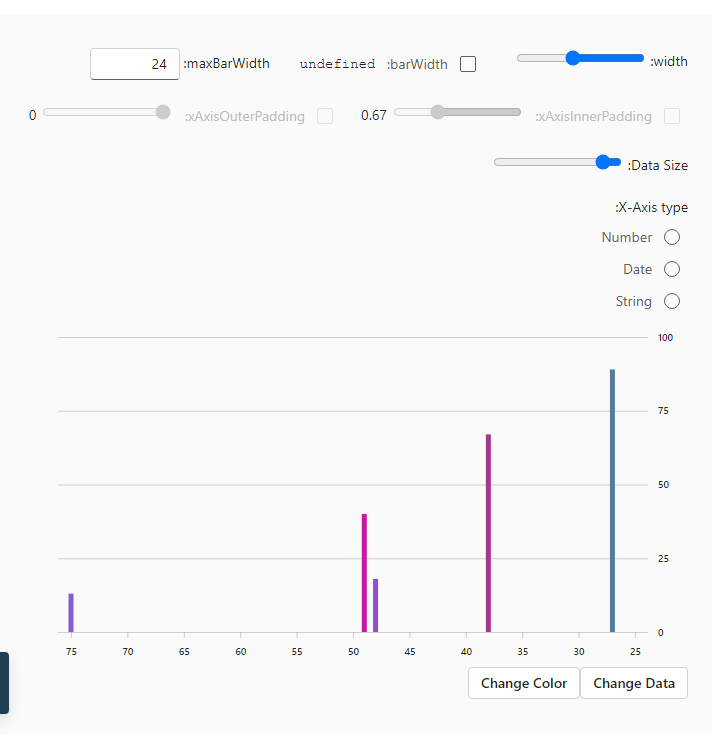 :width
:barWidth undefined
:maxBarWidth 24
:xAxisInnerPadding 0.67
:xAxisOuterPadding 0
:Data Size
:X-Axis type
Number
Date
String
100
75
50
25
0
75 70 65 60 55 50 45 40 35 30 25
Change Color Change Data